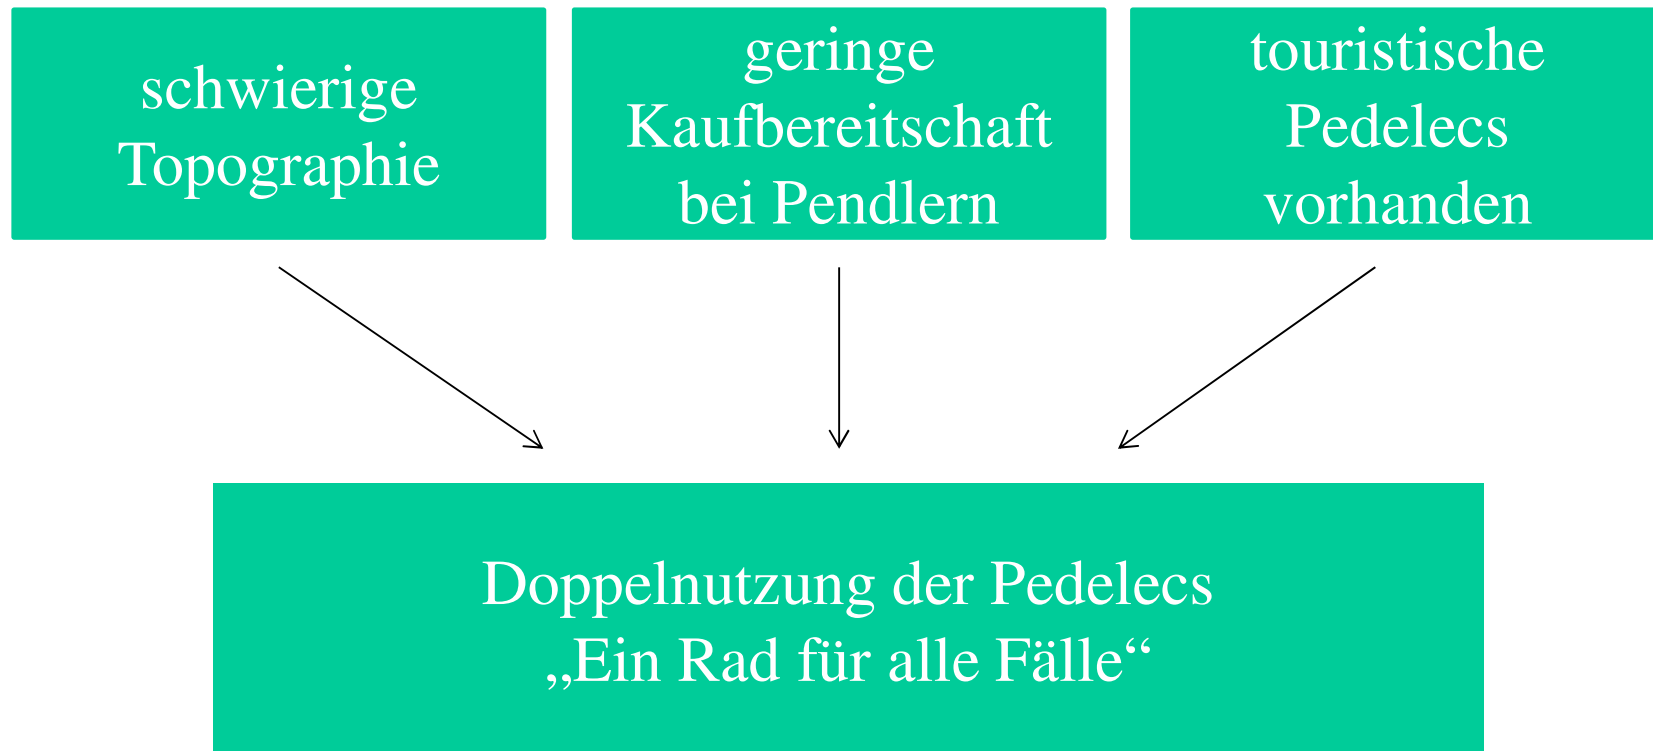 schwierige
Topographie
geringe
Kaufbereitschaft
bei Pendlern
touristische
Pedelecs
vorhanden
Doppelnutzung der Pedelecs
„Ein Rad für alle Fälle“